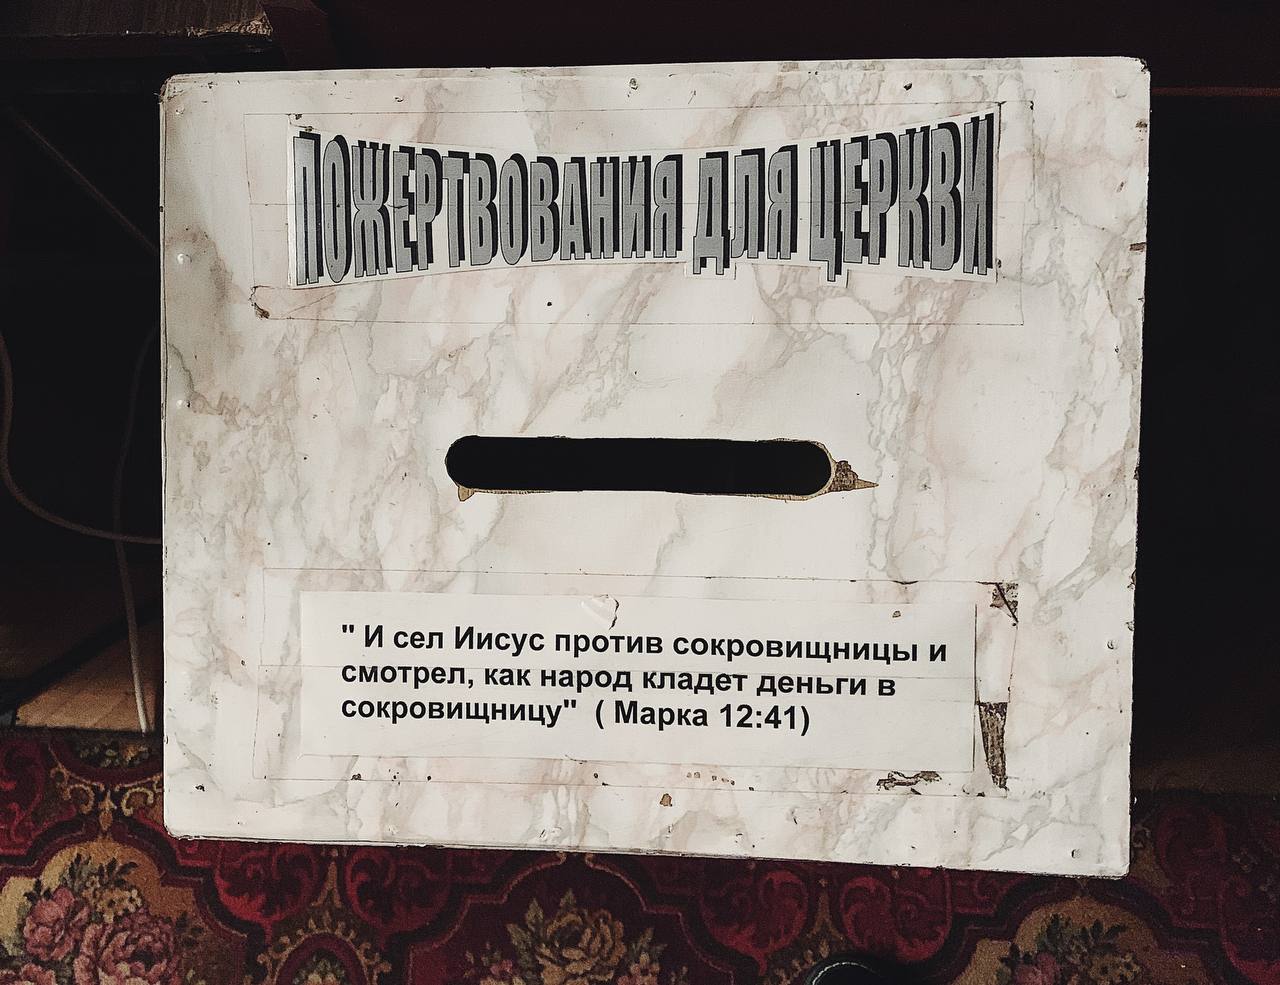 ПОЖЕРТВОВАНИЯ ДЛЯ ЦЕРКВИ
" И сел Иисус против сокровищницы и
смотрел, как народ кладет деньги в
сокровищницу" ( Марка 12:41)